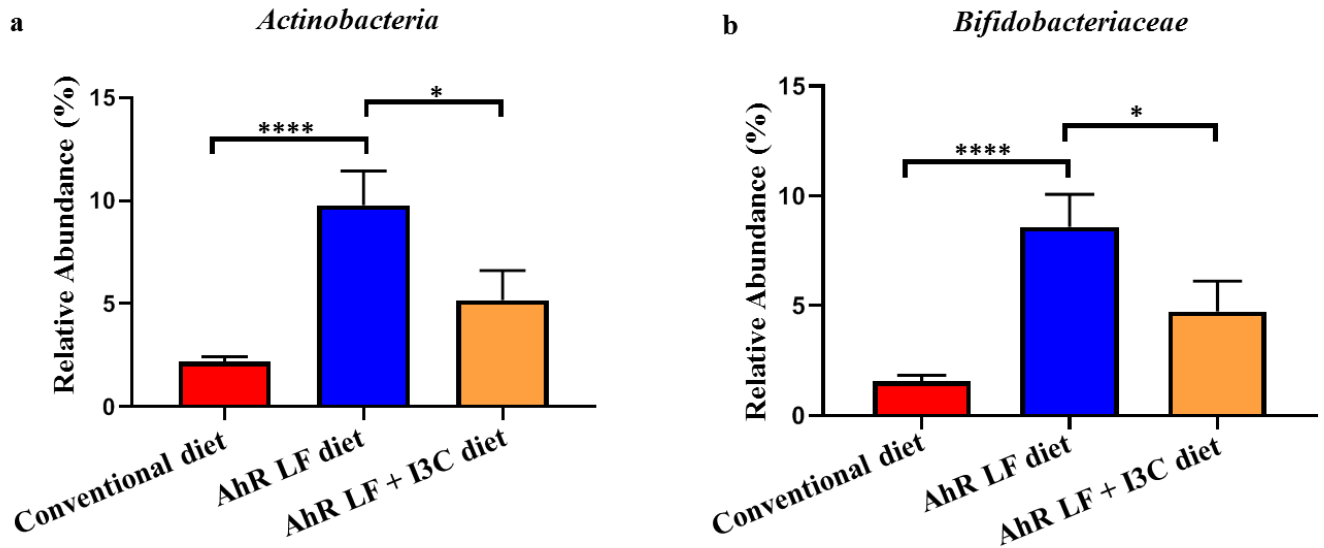 a
Actinobacteria
Relative Abundance (%)
15
10
5
0
****
*
Conventional diet
AhR LF diet
AhR LF + I3C diet
b
Bifidobacteriaceae
Relative Abundance (%)
15
10
5
0
****
*
Conventional diet
AhR LF diet
AhR LF + I3C diet